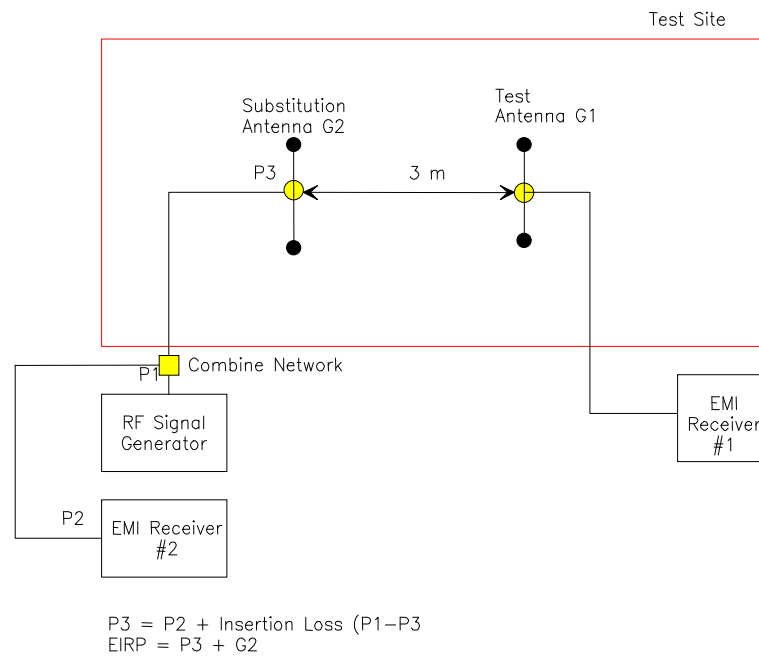 Test Site
Substitution
Antenna G2
Test
Antenna G1
P3
3 m
Combine Network
P1
RF Signal
Generator
EMI
Receiver
#1
P2
EMI Receiver
#2
P3 = P2 + Insertion Loss (P1-P3
EIRP = P3 + G2